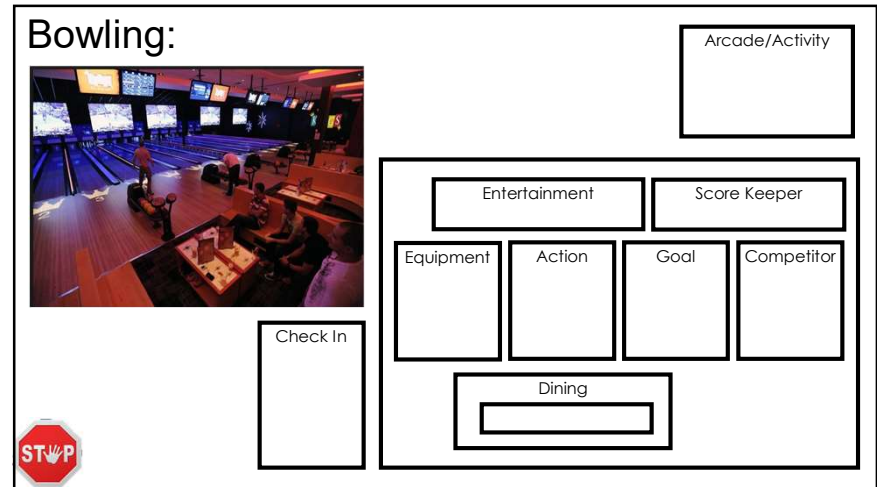 Bowling:
Arcade/Activity
Entertainment
Score Keeper
Equipment
Action
Goal
Competitor
Check In
Dining
STOP